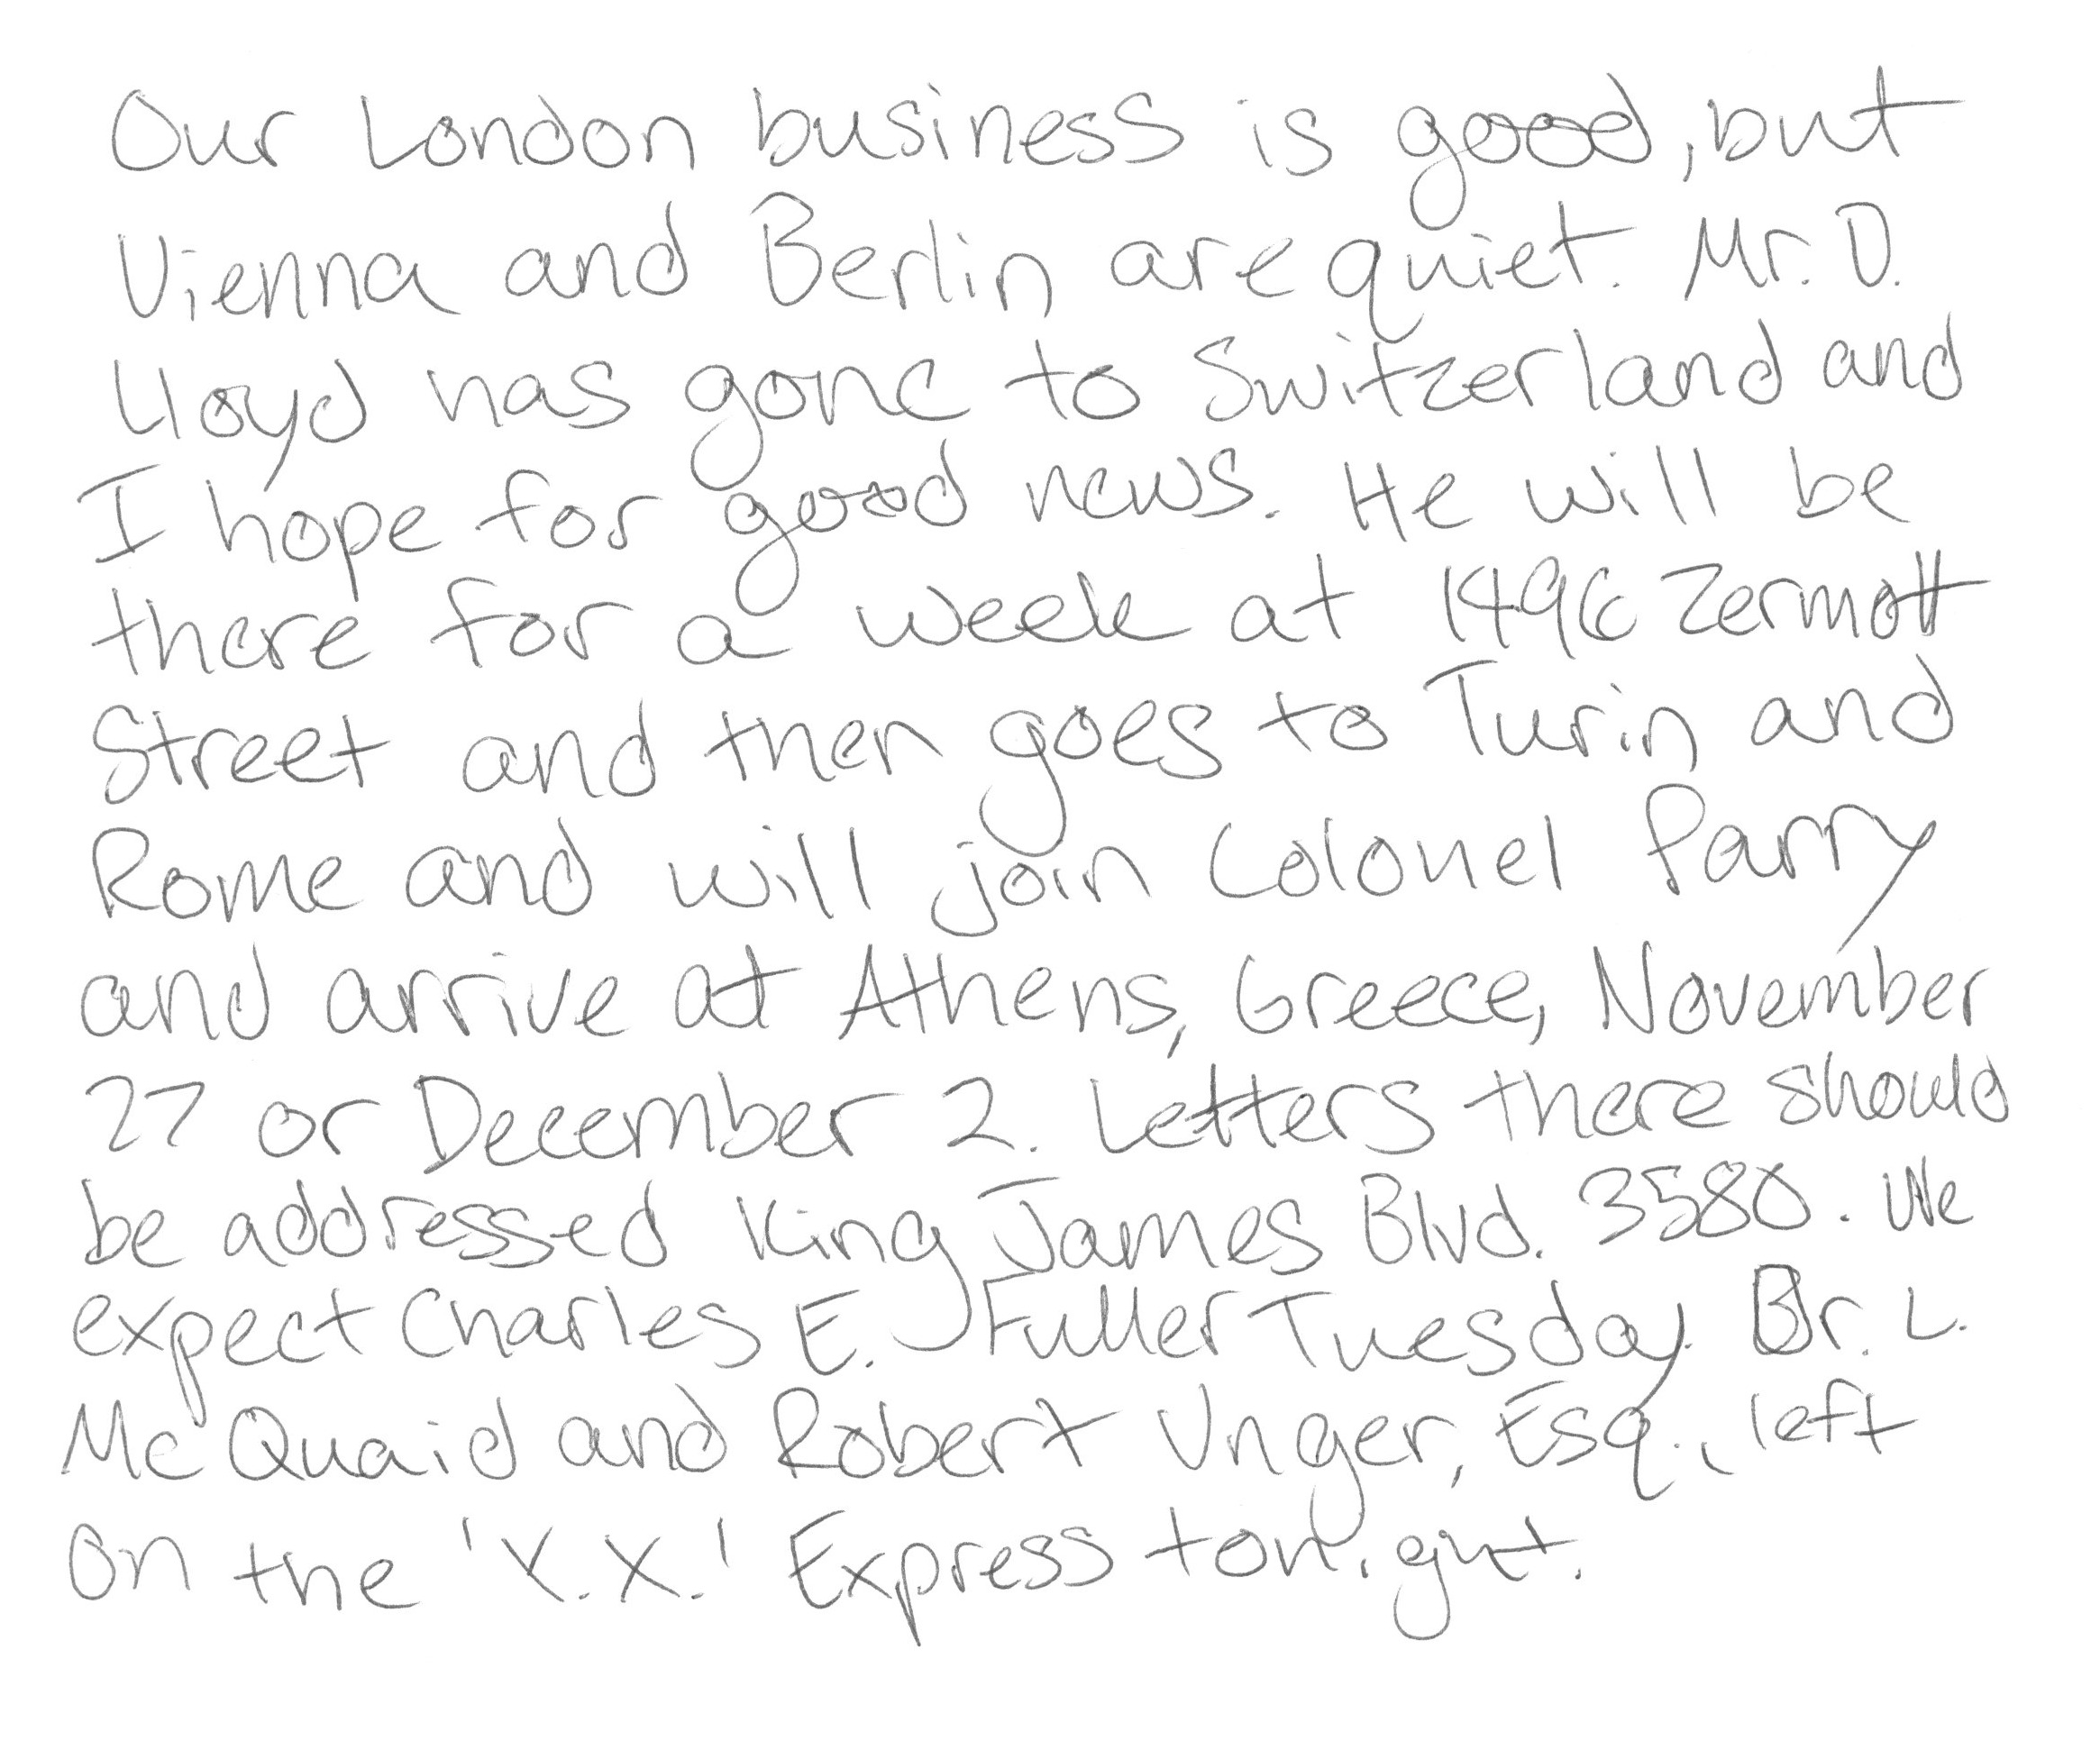 Our London business is good, but
Vienna and Berlin are quiet. Mr. D.
Lloyd has gone to Switzerland and
I hope for good news. He will be
there for a week at 1496 Zermott
Street and then goes to Turin and
Rome and will join Colonel Parry
and arrive at Athens, Greece, November
27 or December 2. Letters there should
be addressed King James Blvd. 3580. We
expect Charles E. Fuller Tuesday. Dr. L.
McQuaid and Robert Unger, Esq., left
on the 'Y.X.' Express tonight.